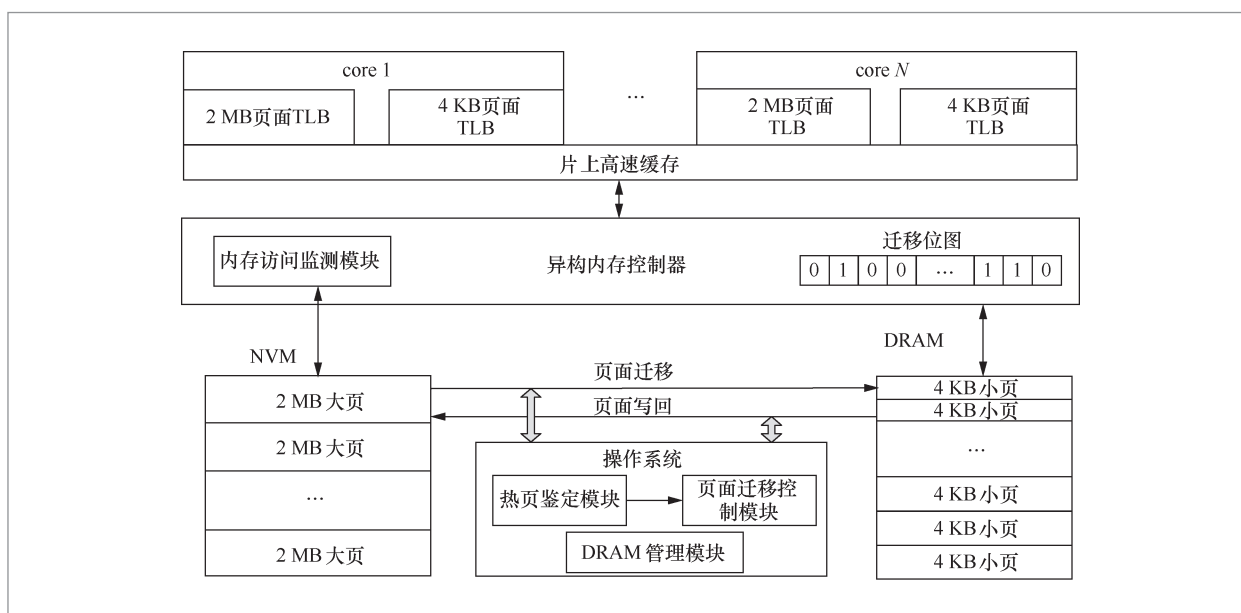 core 1
core N
2 MB页面TLB
4 KB页面
TLB
…
2 MB页面
TLB
4 KB页面
TLB
片上高速缓存
内存访问监测模块
异构内存控制器
迁移位图
0 1 0 0 … 1 1 0
NVM
DRAM
页面迁移
页面写回
2 MB 大页
2 MB 大页
…
2 MB 大页
操作系统
热页鉴定模块
页面迁移控
制模块
DRAM 管理模块
4 KB 小页
4 KB 小页
…
4 KB 小页
4 KB 小页
4 KB 小页